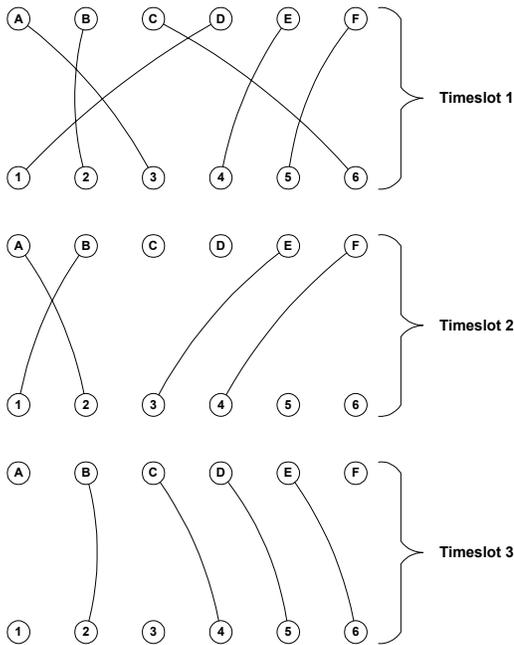 A B C D E F
Timeslot 1
1 2 3 4 5 6
A B C D E F
Timeslot 2
1 2 3 4 5 6
A B C D E F
Timeslot 3
1 2 3 4 5 6